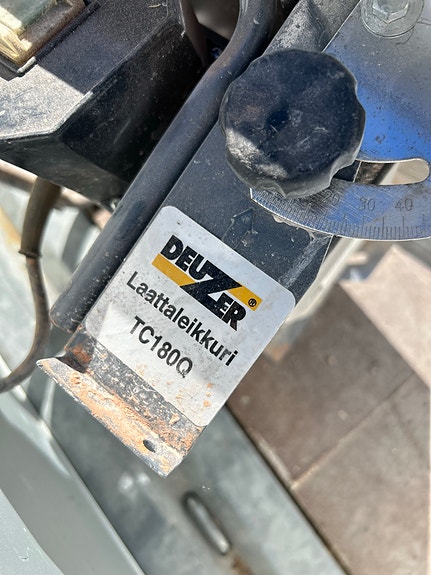 DEUZER®
Laattaleikkuri
TC180Q
30 40